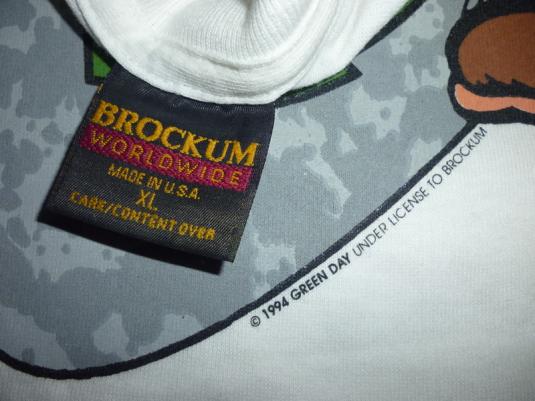 BROCKUM
WORLDWIDE
MADE IN U.S.A.
XL
CARE/CONTENT OVER
© 1994 GREEN DAY UNDER LICENSE TO BROCKUM